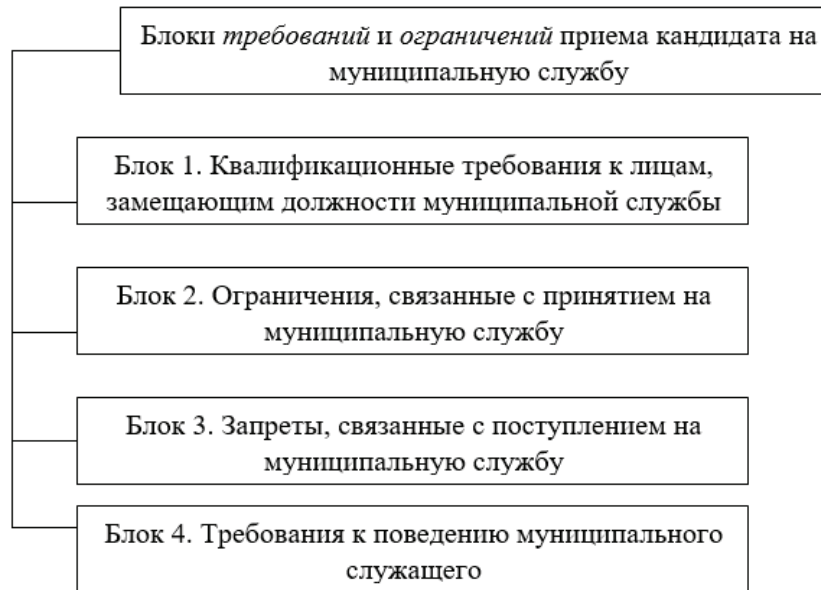 Блоки требований и ограничений приема кандидата на
муниципальную службу
Блок 1. Квалификационные требования к лицам,
замещающим должности муниципальной службы
Блок 2. Ограничения, связанные с принятием на
муниципальную службу
Блок 3. Запреты, связанные с поступлением на
муниципальную службу
Блок 4. Требования к поведению муниципального
служащего